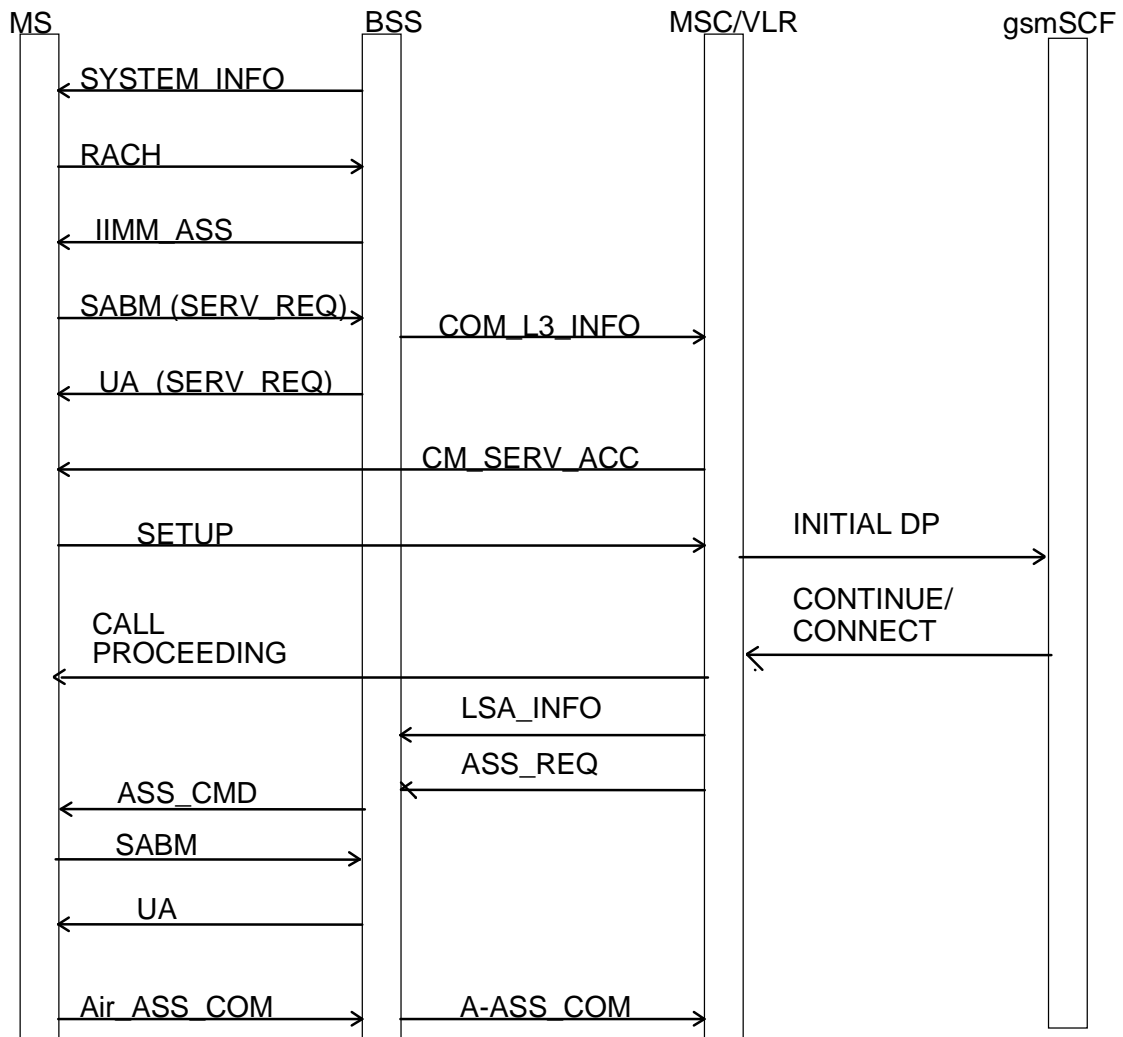 MS BSS MSC/VLR gsmSCF
SYSTEM_INFO
RACH
IIMM_ASS
SABM (SERV_REQ)
COM_L3_INFO
UA (SERV_REQ)
CM_SERV_ACC
SETUP
INITIAL DP
CONTINUE/
CONNECT
CALL
PROCEEDING
LSA_INFO
ASS_REQ
ASS_CMD
SABM
UA
Air_ASS_COM
A-ASS_COM